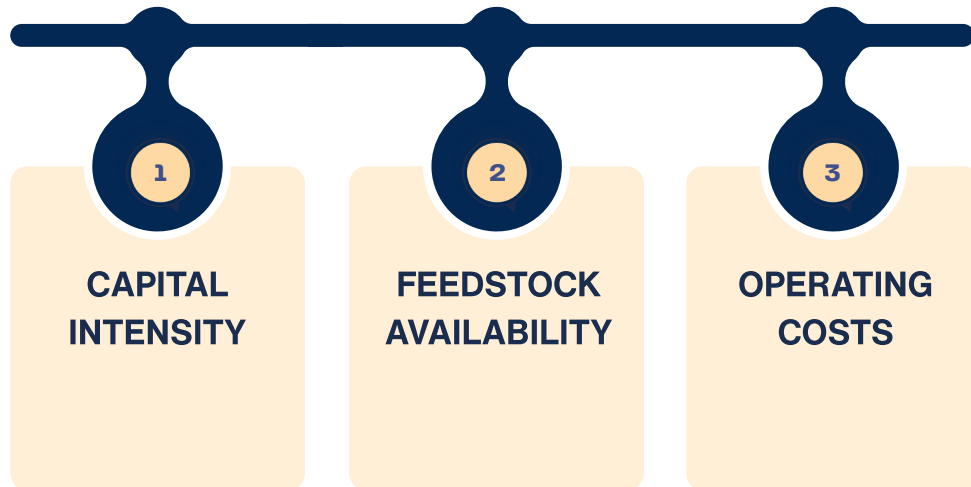 1
2
3
CAPITAL
INTENSITY
FEEDSTOCK
AVAILABILITY
OPERATING
COSTS